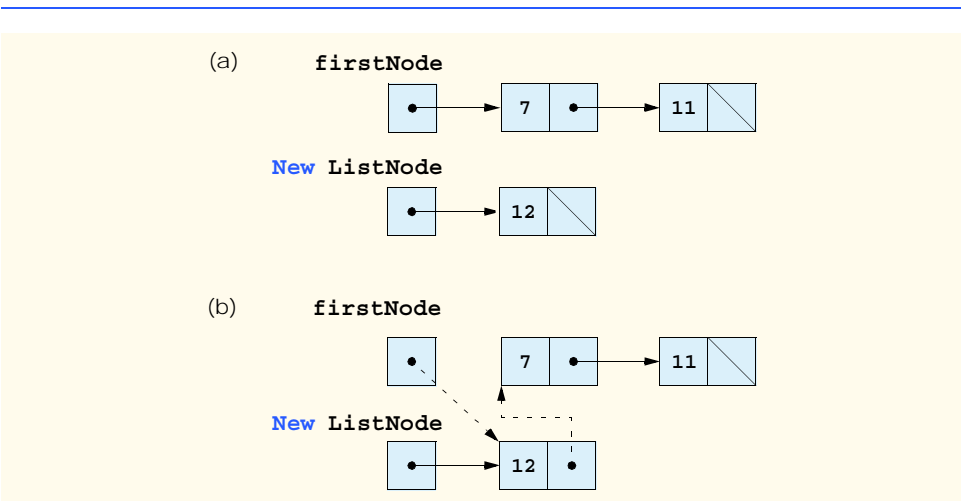 (a) firstNode
7 11
New ListNode
12
(b) firstNode
7 11
New ListNode
12